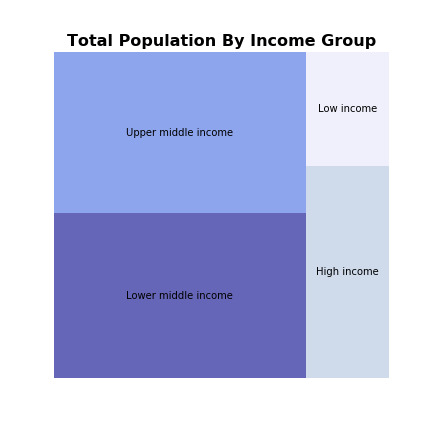 Total Population By Income Group
Upper middle income
Low income
Lower middle income
High income